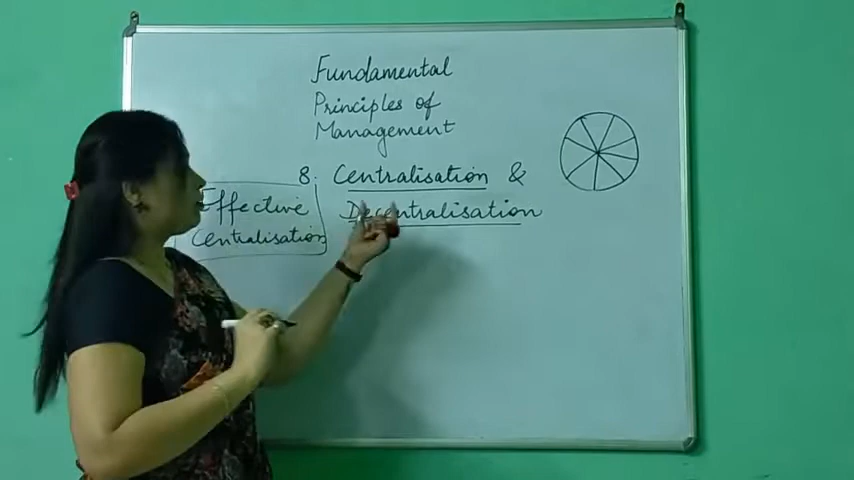 Fundamental
Principles of
Management
8. Centralisation &
Decentralisation
Effective
Centralisation